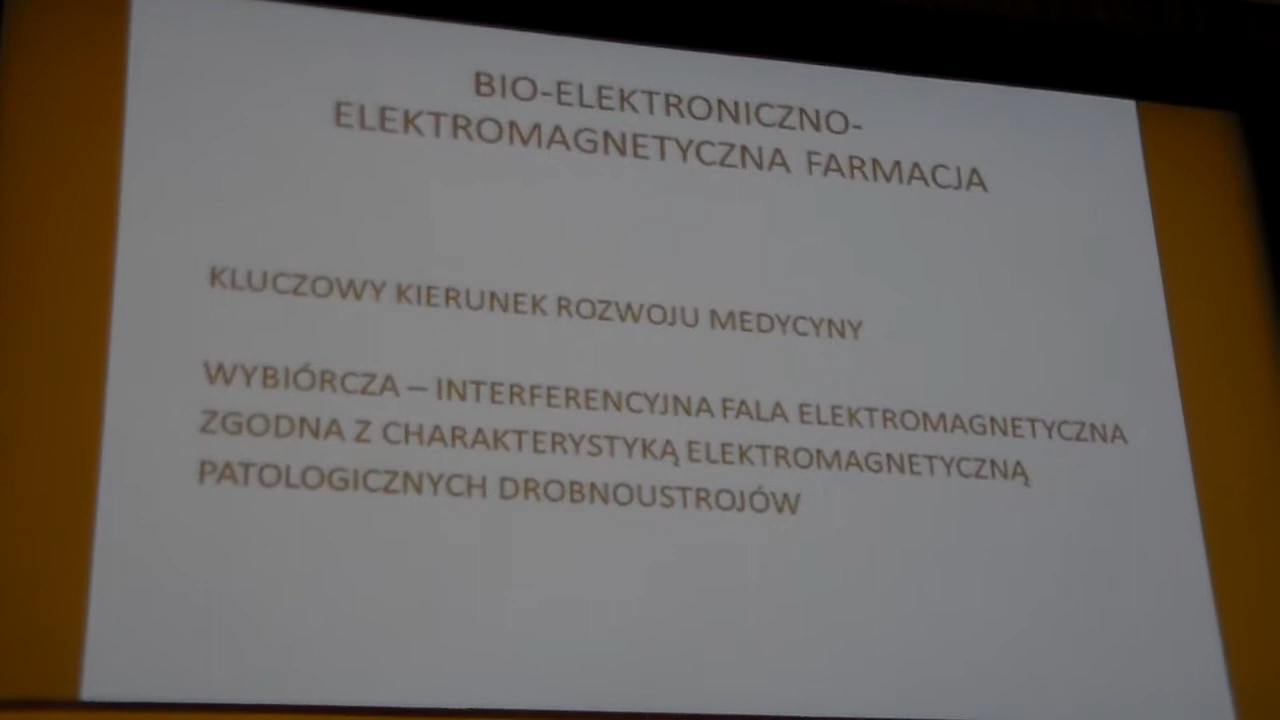 BIO-ELEKTRONICZNO-
ELEKTROMAGNETYCZNA FARMACJA
KLUCZOWY KIERUNEK ROZWOJU MEDYCYNY
WYBIÓRCZA – INTERFERENCYJNA FALA ELEKTROMAGNETYCZNA
ZGODNA Z CHARAKTERYSTYKĄ ELEKTROMAGNETYCZNĄ
PATOLOGICZNYCH DROBNOUSTROJÓW